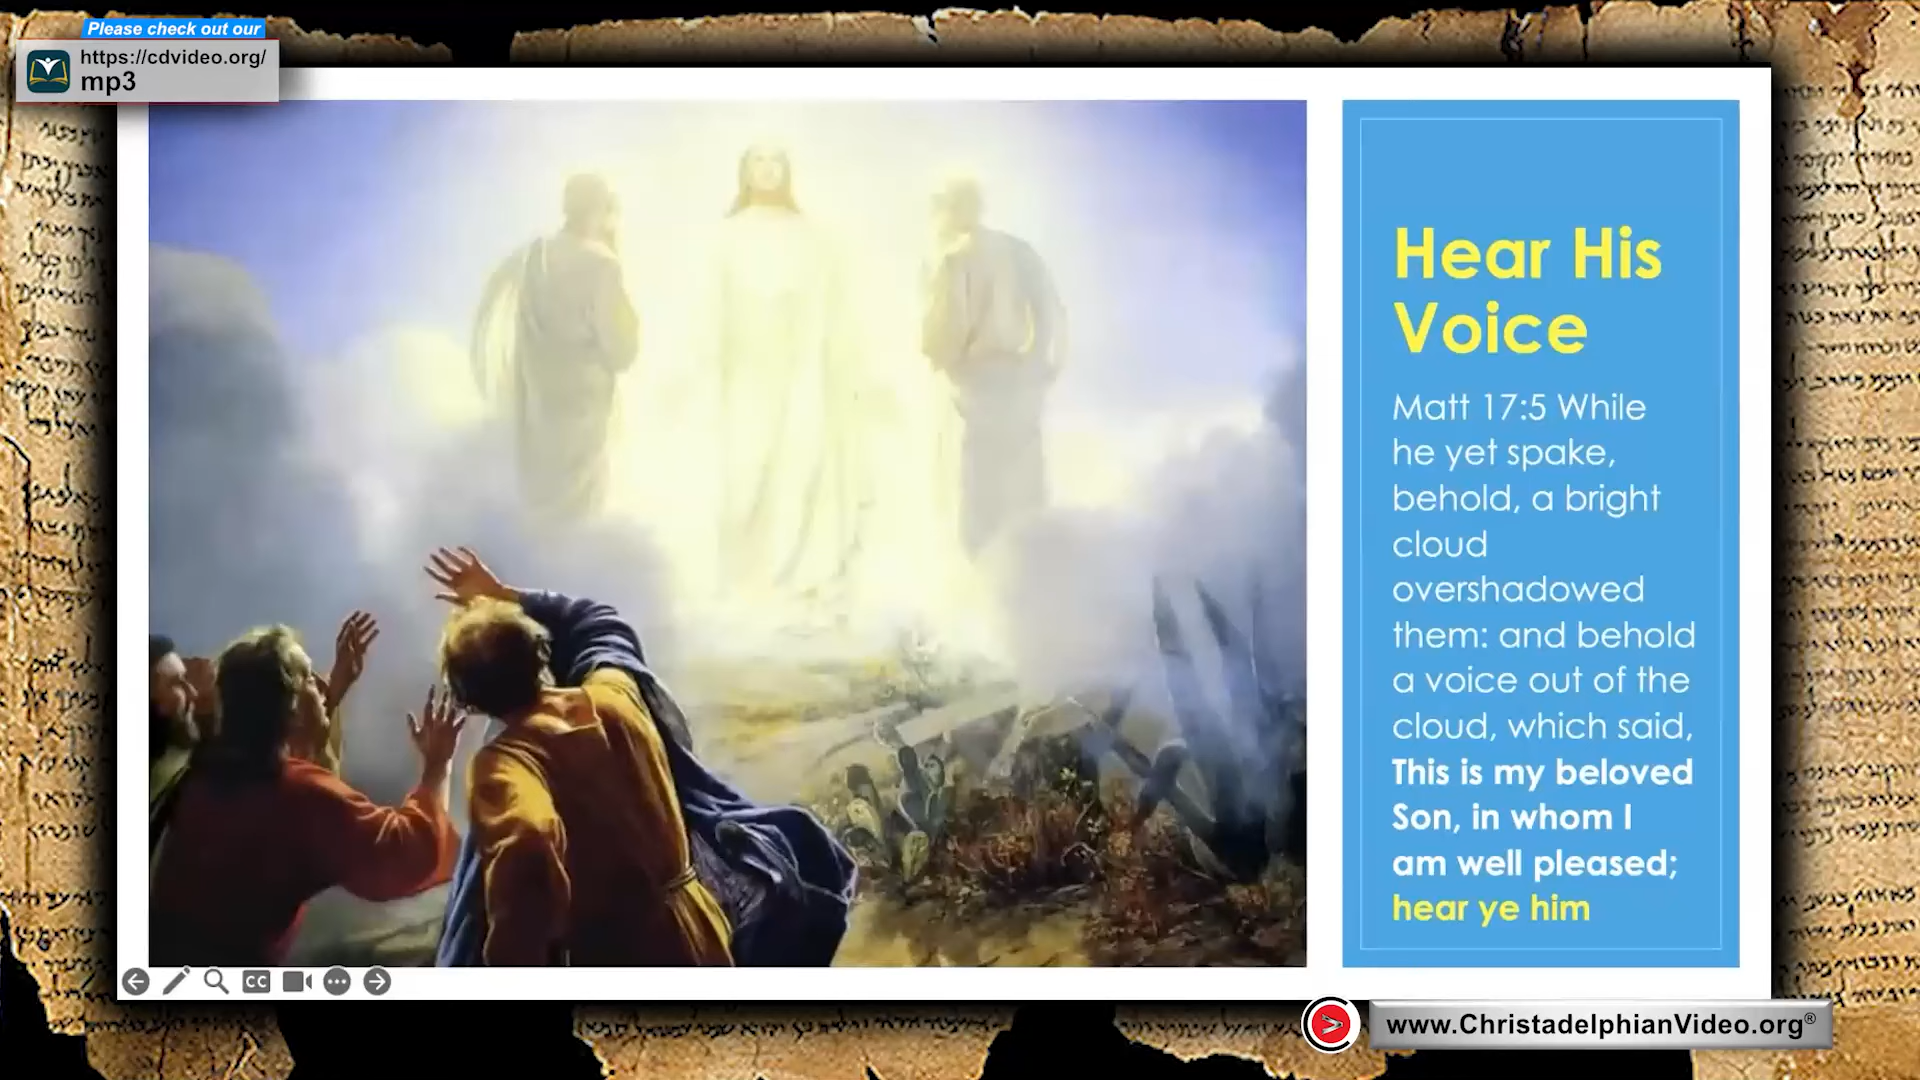 Please check out our
https://cdvideo.org/
mp3
Hear His
Voice
Matt 17:5 While
he yet spake,
behold, a bright
cloud
overshadowed
them: and behold
a voice out of the
cloud, which said,
This is my beloved
Son, in whom I
am well pleased;
hear ye him
CC
www.ChristadelphianVideo.org®